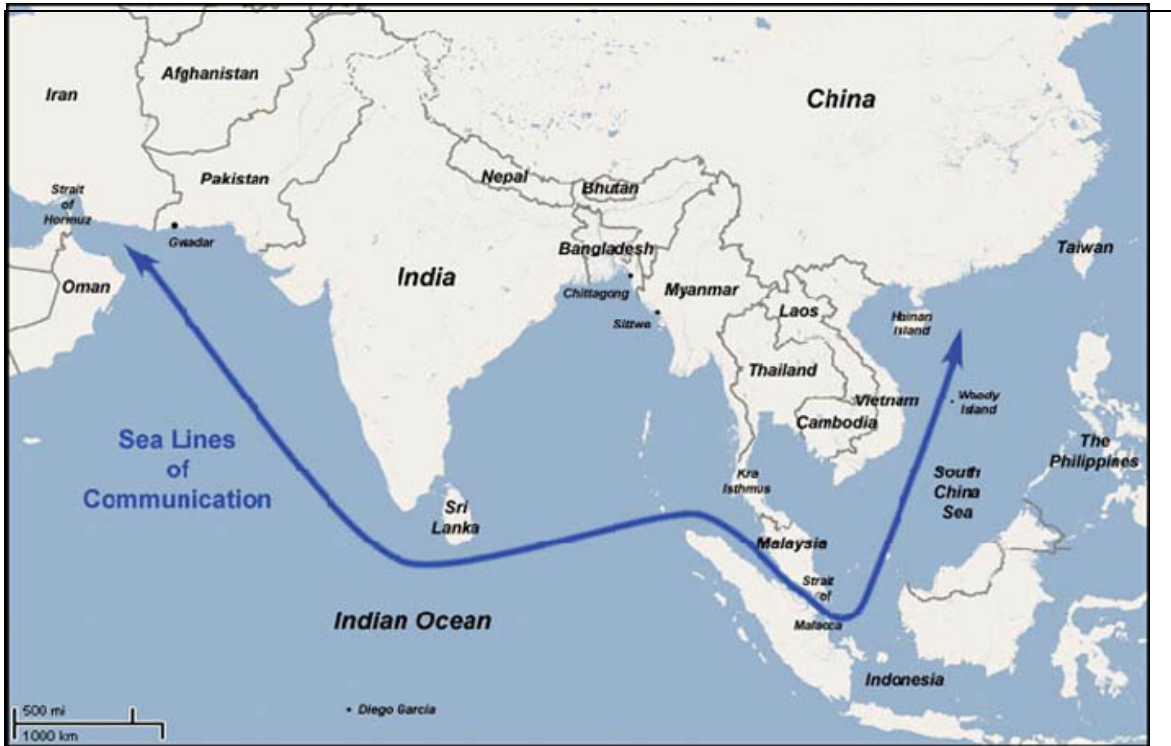 Afghanistan
China
Iran
Pakistan
Nepal
Bhutan
Strait
of
Hormuz
Gwadar
Bangladesh
Taiwan
India
Oman
Chittagong
Myanmar
Laos
Hainan
Island
Sittwe
Thailand
Vietnam
Woody
Island
Cambodia
Sea Lines
of
Communication
The
Philippines
Kra
Isthmus
South
China
Sea
Sri
Lanka
Malaysia
Strait
of
Malacca
Indian Ocean
Indonesia
500 mi
1000 km
Diego Garcia